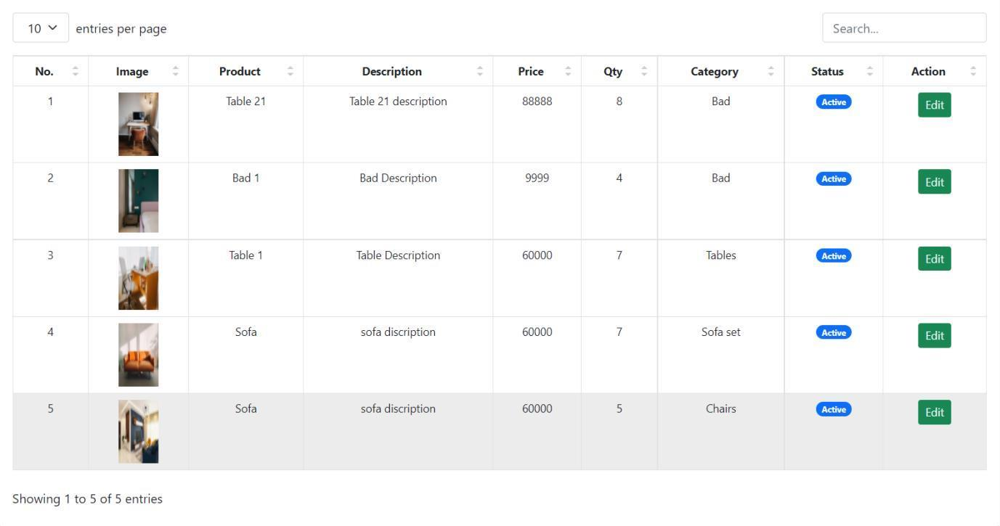 10 entries per page Search...
No. Image Product Description Price Qty Category Status Action
1 Table 21 Table 21 description 88888 8 Bad Active Edit
2 Bad 1 Bad Description 9999 4 Bad Active Edit
3 Table 1 Table Description 60000 7 Tables Active Edit
4 Sofa sofa discription 60000 7 Sofa set Active Edit
5 Sofa sofa discription 60000 5 Chairs Active Edit
Showing 1 to 5 of 5 entries